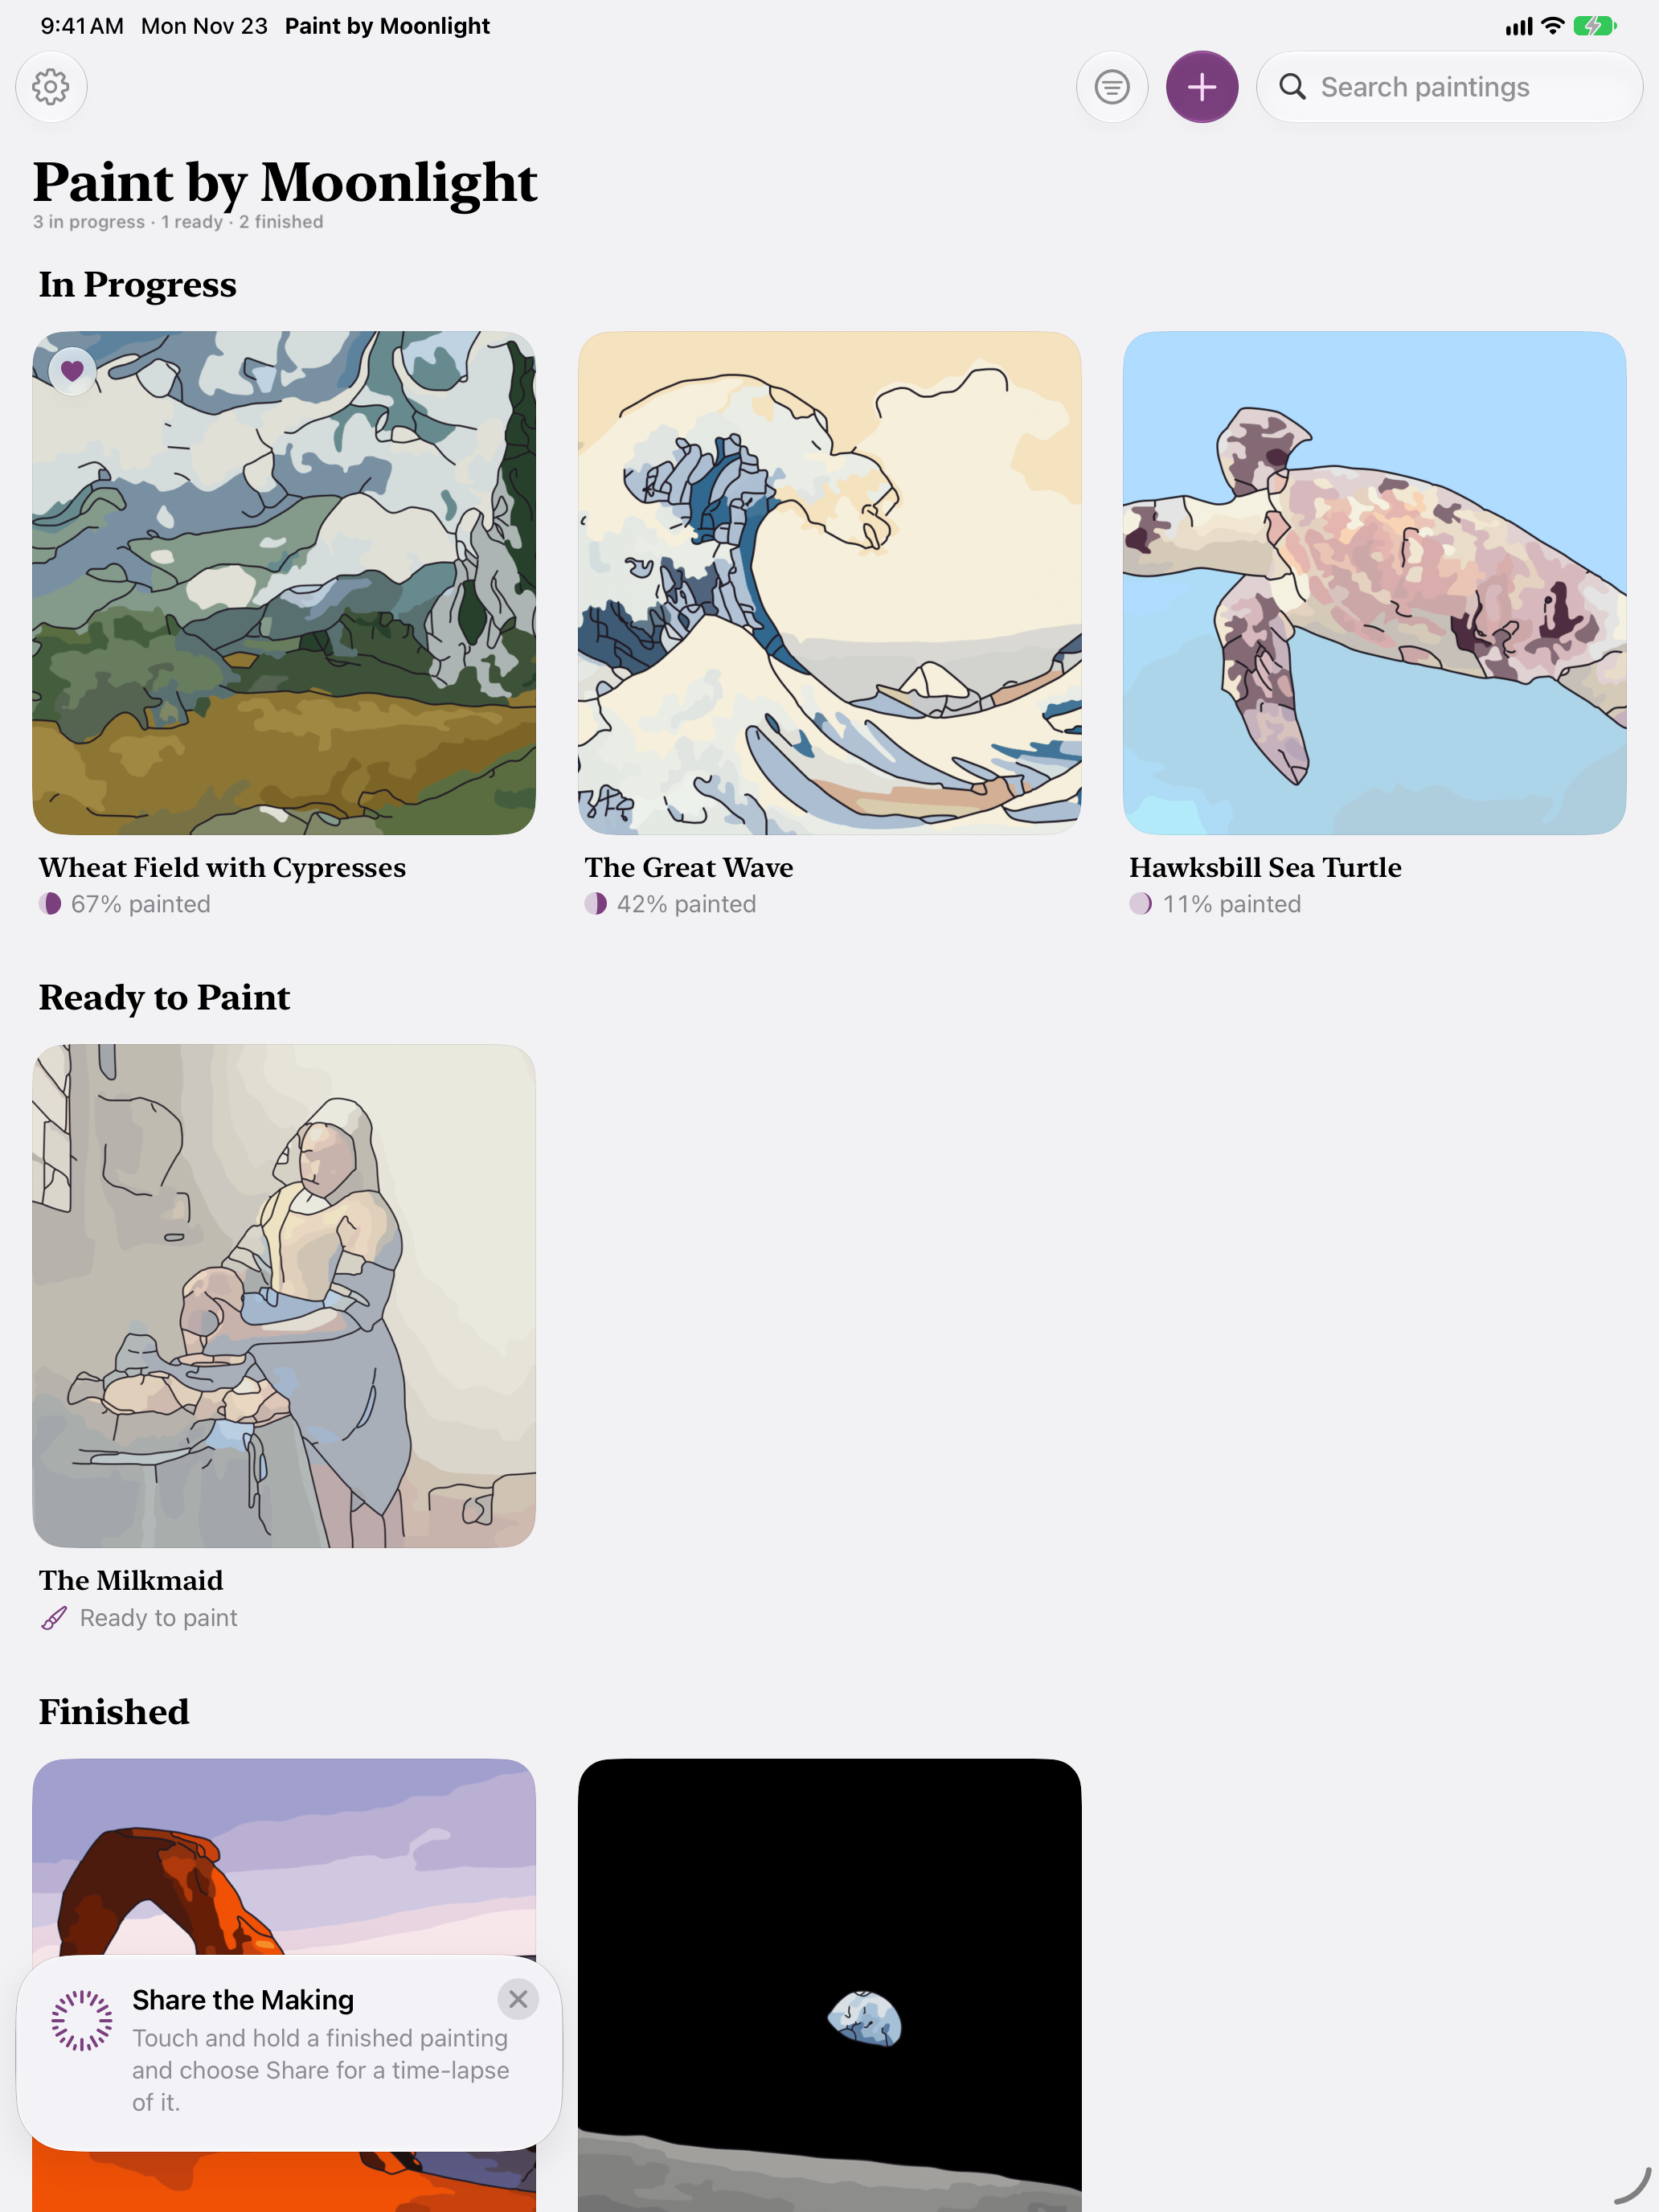 9:41 AM Mon Nov 23 Paint by Moonlight
Search paintings
Paint by Moonlight
3 in progress · 1 ready · 2 finished
In Progress
Wheat Field with Cypresses
67% painted
The Great Wave
42% painted
Hawksbill Sea Turtle
11% painted
Ready to Paint
The Milkmaid
Ready to paint
Finished
Share the Making
Touch and hold a finished painting
and choose Share for a time-lapse
of it.